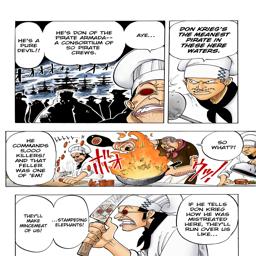 DON KRIEG'S
THE MEANEST
PIRATE IN
THESE HERE
WATERS.
AYE...
HE'S DON OF THE
PIRATE ARMADA--
A CONSORTIUM OF
50 PIRATE
CREWS.
HE'S
A PURE
DEVIL!!
HE
COMMANDS
5,000
KILLERS! AND
THAT FELLER
WAS ONE
OF 'EM!
SO
WHAT?!
IF HE TELLS
DON KRIEG
HOW HE WAS
MISTREATED
HERE, THEY'LL
RUN OVER US
LIKE...
...STAMPEDING
ELEPHANTS!
THEY'LL
MAKE
MINCEMEAT
OF US!